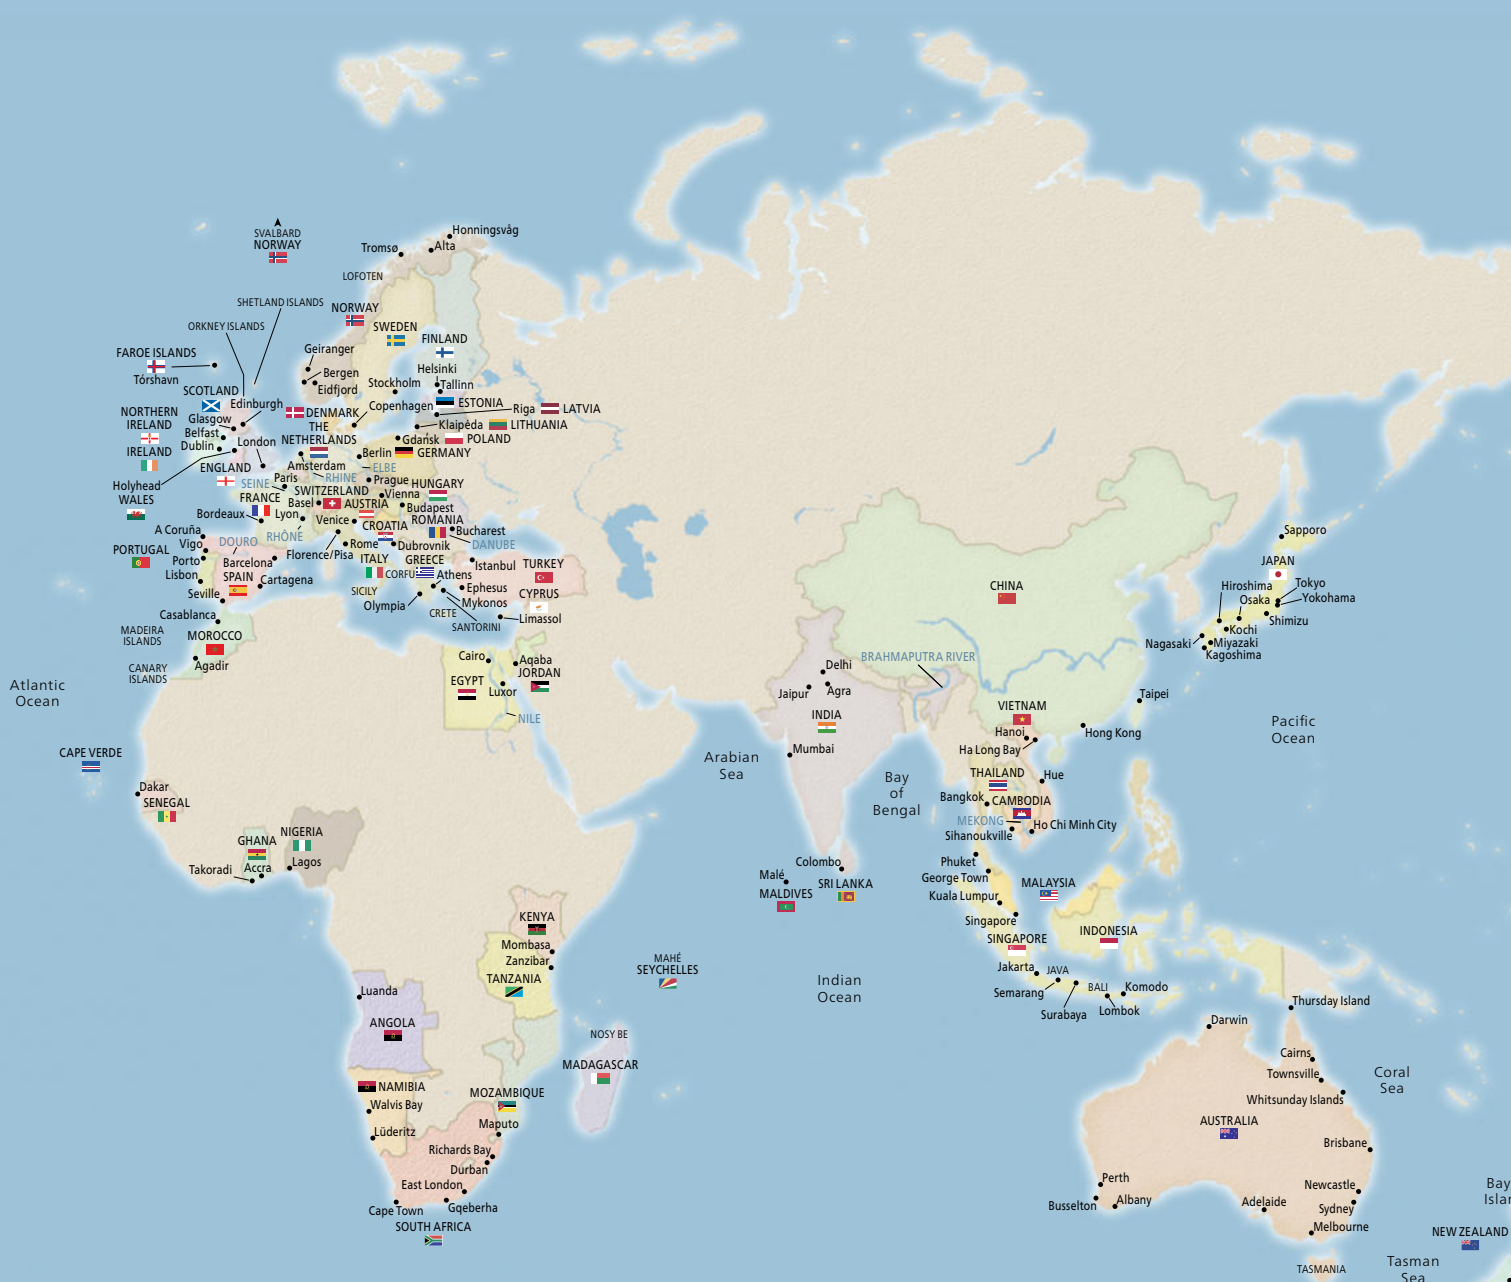 SVALBARD
NORWAY
Honningsvåg
Tromsø
Alta
LOFOTEN
SHETLAND ISLANDS
ORKNEY ISLANDS
NORWAY
SWEDEN
FINLAND
Geiranger
Bergen
Eidfjord
Helsinki
Stockholm
Tallinn
ESTONIA
FAROE ISLANDS
Tórshavn
SCOTLAND
Edinburgh
Glasgow
NORTHERN
IRELAND
Belfast
Dublin
IRELAND
London
ENGLAND
Holyhead
WALES
DENMARK
Copenhagen
Riga
LATVIA
Klaipėda
LITHUANIA
THE
NETHERLANDS
Amsterdam
Gdańsk
POLAND
Berlin
GERMANY
ELBE
RHINE
Prague
SEINE
Paris
FRANCE
SWITZERLAND
Basel
AUSTRIA
Vienna
HUNGARY
Budapest
Bordeaux
Lyon
RHÔNE
Venice
CROATIA
ROMANIA
Bucharest
DANUBE
A Coruña
Vigo
DOURO
PORTUGAL
Porto
Lisbon
Barcelona
SPAIN
Seville
Cartagena
Florence/Pisa
Rome
Dubrovnik
ITALY
CORFU
GREECE
Athens
Istanbul
TURKEY
Ephesus
Mykonos
SICILY
Olympia
CRETE
SANTORINI
CYPRUS
Limassol
Casablanca
MADEIRA
ISLANDS
MOROCCO
CANARY
ISLANDS
Agadir
Cairo
Aqaba
JORDAN
EGYPT
Luxor
NILE
Atlantic
Ocean
CAPE VERDE
Dakar
SENEGAL
GHANA
NIGERIA
Takoradi
Accra
Lagos
KENYA
Mombasa
Zanzibar
TANZANIA
MAHÉ
SEYCHELLES
Luanda
ANGOLA
NOSY BE
MADAGASCAR
NAMIBIA
Walvis Bay
Lüderitz
MOZAMBIQUE
Maputo
Richards Bay
Durban
East London
Gqeberha
Cape Town
SOUTH AFRICA
CHINA
BRAHMAPUTRA RIVER
Delhi
Jaipur
Agra
INDIA
Mumbai
Arabian
Sea
Bay
of
Bengal
Colombo
SRI LANKA
Malé
MALDIVES
Indian
Ocean
Sapporo
JAPAN
Hiroshima
Tokyo
Osaka
Yokohama
Shimizu
Kochi
Nagasaki
Miyazaki
Kagoshima
Taipei
Hong Kong
Pacific
Ocean
VIETNAM
Hanoi
Ha Long Bay
THAILAND
Hue
Bangkok
CAMBODIA
MEKONG
Ho Chi Minh City
Sihanoukville
Phuket
George Town
MALAYSIA
Kuala Lumpur
Singapore
SINGAPORE
INDONESIA
Jakarta
JAVA
Semarang
Surabaya
BALI
Lombok
Komodo
Thursday Island
Darwin
Cairns
Townsville
Whitsunday Islands
Coral
Sea
AUSTRALIA
Brisbane
Perth
Busselton
Albany
Adelaide
Newcastle
Sydney
Melbourne
TASMANIA
Bay
Islan
NEW ZEALAND
Tasman
Sea